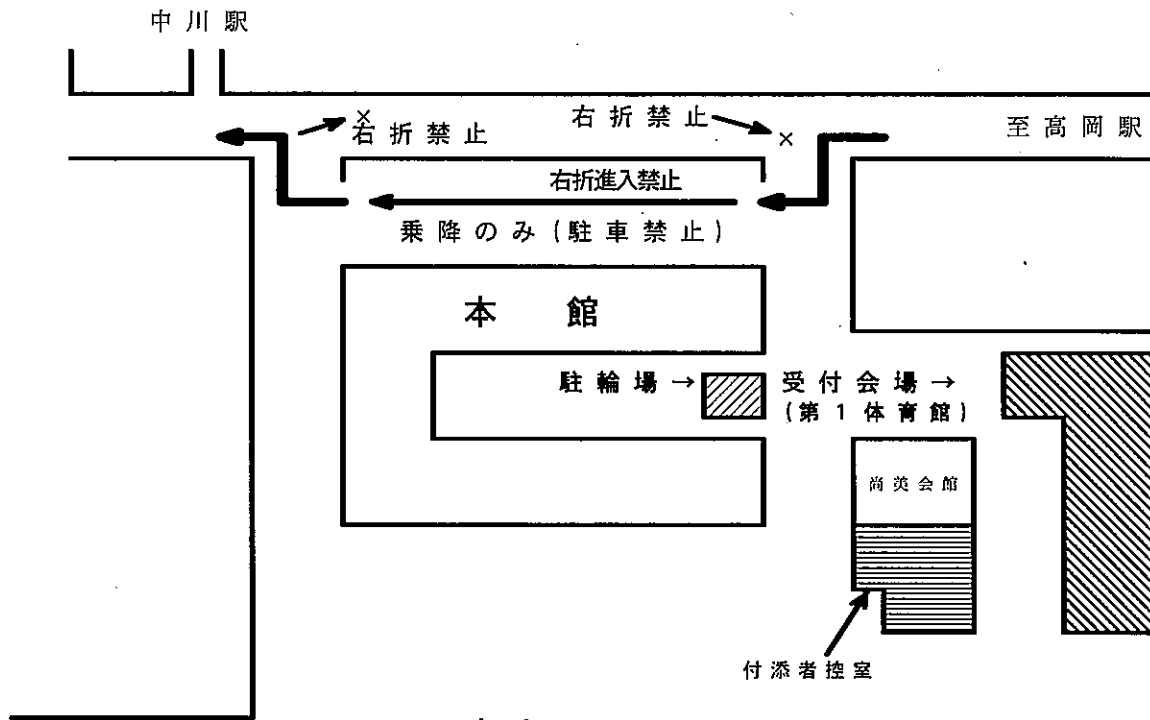 中川駅
×
右折禁止
右折禁止
×
至高岡駅
右折進入禁止
乗降のみ(駐車禁止)
本館
駐輪場→
受付会場→
(第1体育館)
尚美会館
付添者控室